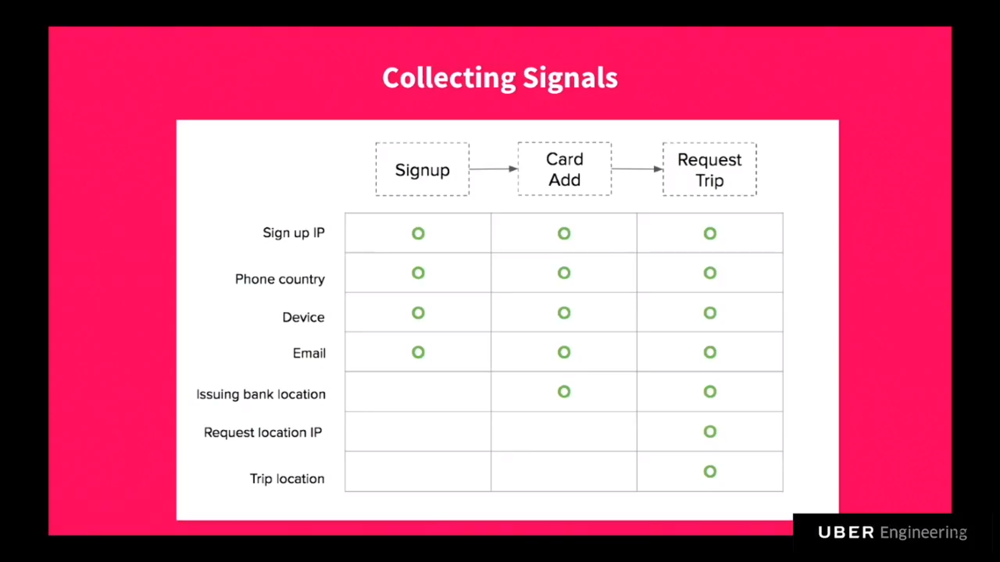 Collecting Signals
Signup
Card
Add
Request
Trip
Sign up IP
Phone country
Device
Email
Issuing bank location
Request location IP
Trip location
UBER Engineering